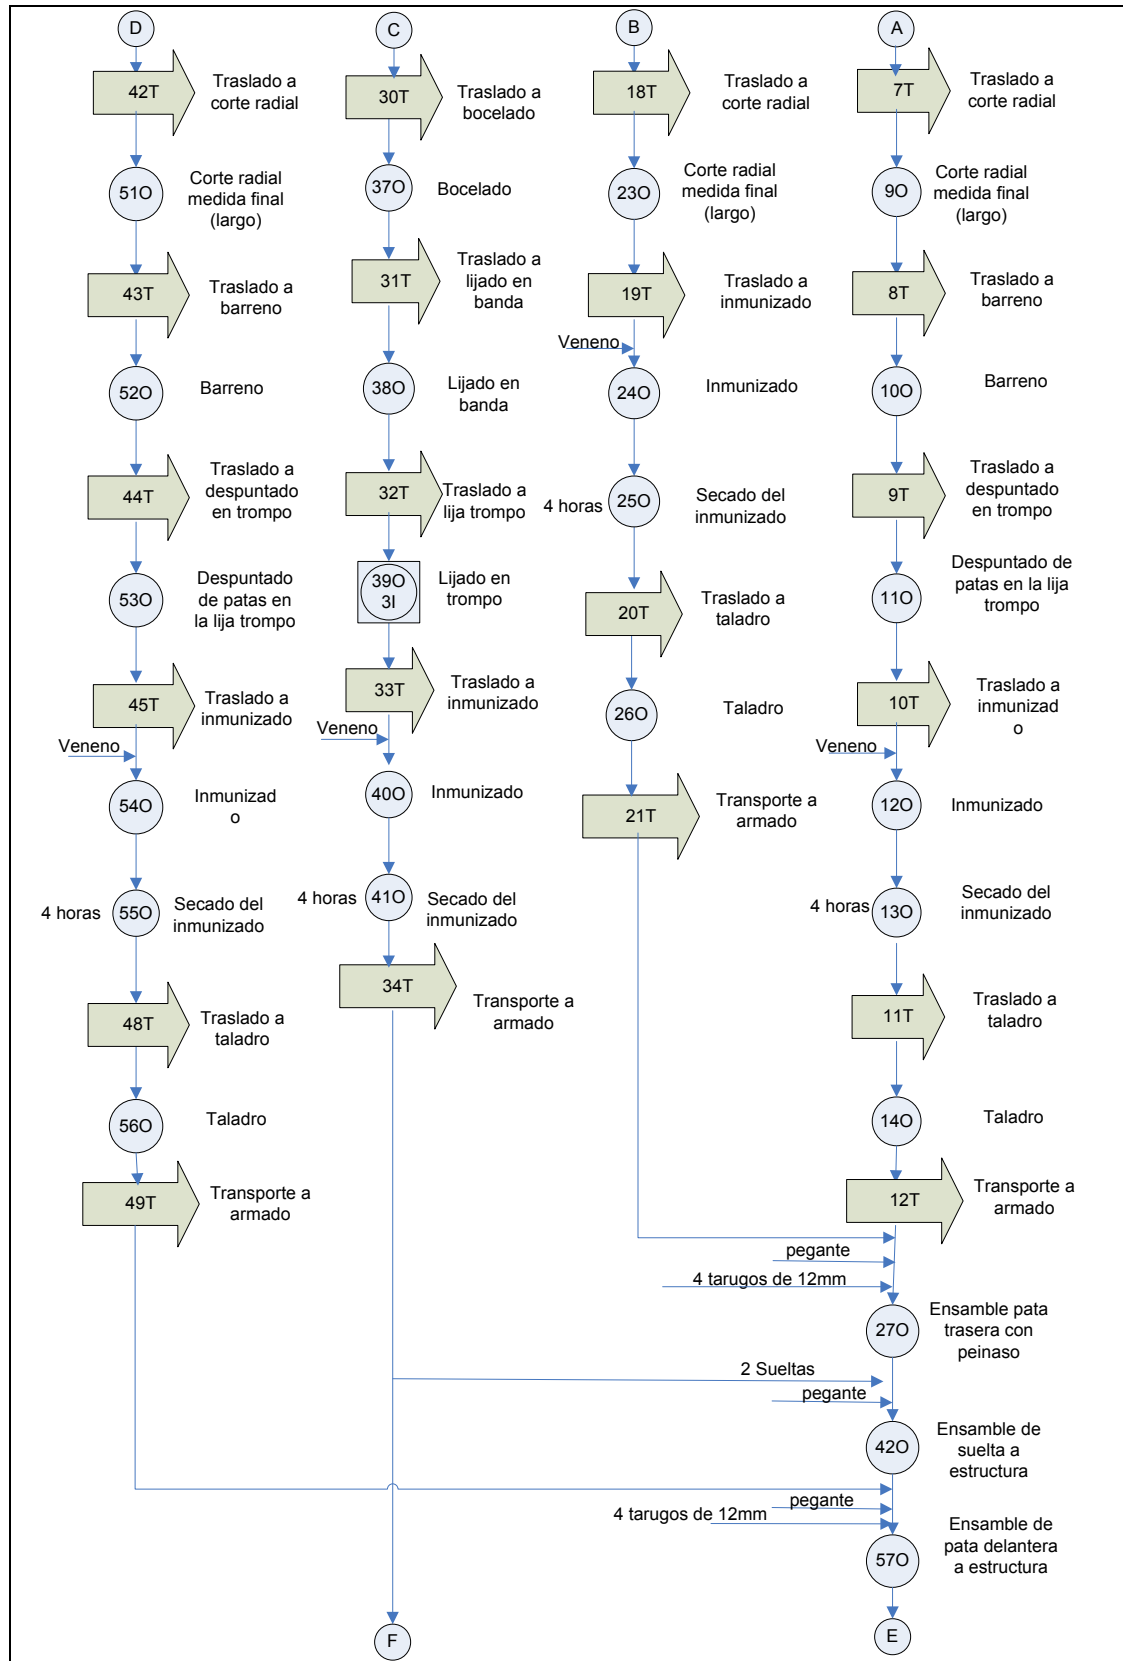 D
42T
Traslado a
corte radial
51O
Corte radial
medida final
(largo)
43T
Traslado a
barreno
52O
Barreno
44T
Traslado a
despuntado
en trompo
53O
Despuntado
de patas en
la lija trompo
45T
Traslado a
inmunizado
Veneno
54O
Inmunizad
o
4 horas
55O
Secado del
inmunizado
48T
Traslado a
taladro
56O
Taladro
49T
Transporte a
armado
C
30T
Traslado a
bocelado
37O
Bocelado
31T
Traslado a
lijado en
banda
38O
Lijado en
banda
32T
Traslado a
lija trompo
39O
3I
Lijado en
trompo
33T
Traslado a
inmunizado
Veneno
40O
Inmunizado
4 horas
41O
Secado del
inmunizado
34T
Transporte a
armado
B
18T
Traslado a
corte radial
23O
Corte radial
medida final
(largo)
19T
Traslado a
inmunizado
Veneno
24O
Inmunizado
4 horas
25O
Secado del
inmunizado
20T
Traslado a
taladro
26O
Taladro
21T
Transporte a
armado
A
7T
Traslado a
corte radial
9O
Corte radial
medida final
(largo)
8T
Traslado a
barreno
10O
Barreno
9T
Traslado a
despuntado
en trompo
11O
Despuntado de
patas en la lija
trompo
10T
Traslado a
inmunizad
o
Veneno
12O
Inmunizado
4 horas
13O
Secado del
inmunizado
11T
Traslado a
taladro
14O
Taladro
12T
Transporte a
armado
pegante
4 tarugos de 12mm
27O
Ensamble pata
trasera con
peinaso
2 Sueltas
pegante
42O
Ensamble de
suelta a
estructura
pegante
4 tarugos de 12mm
57O
Ensamble de
pata delantera
a estructura
F
E